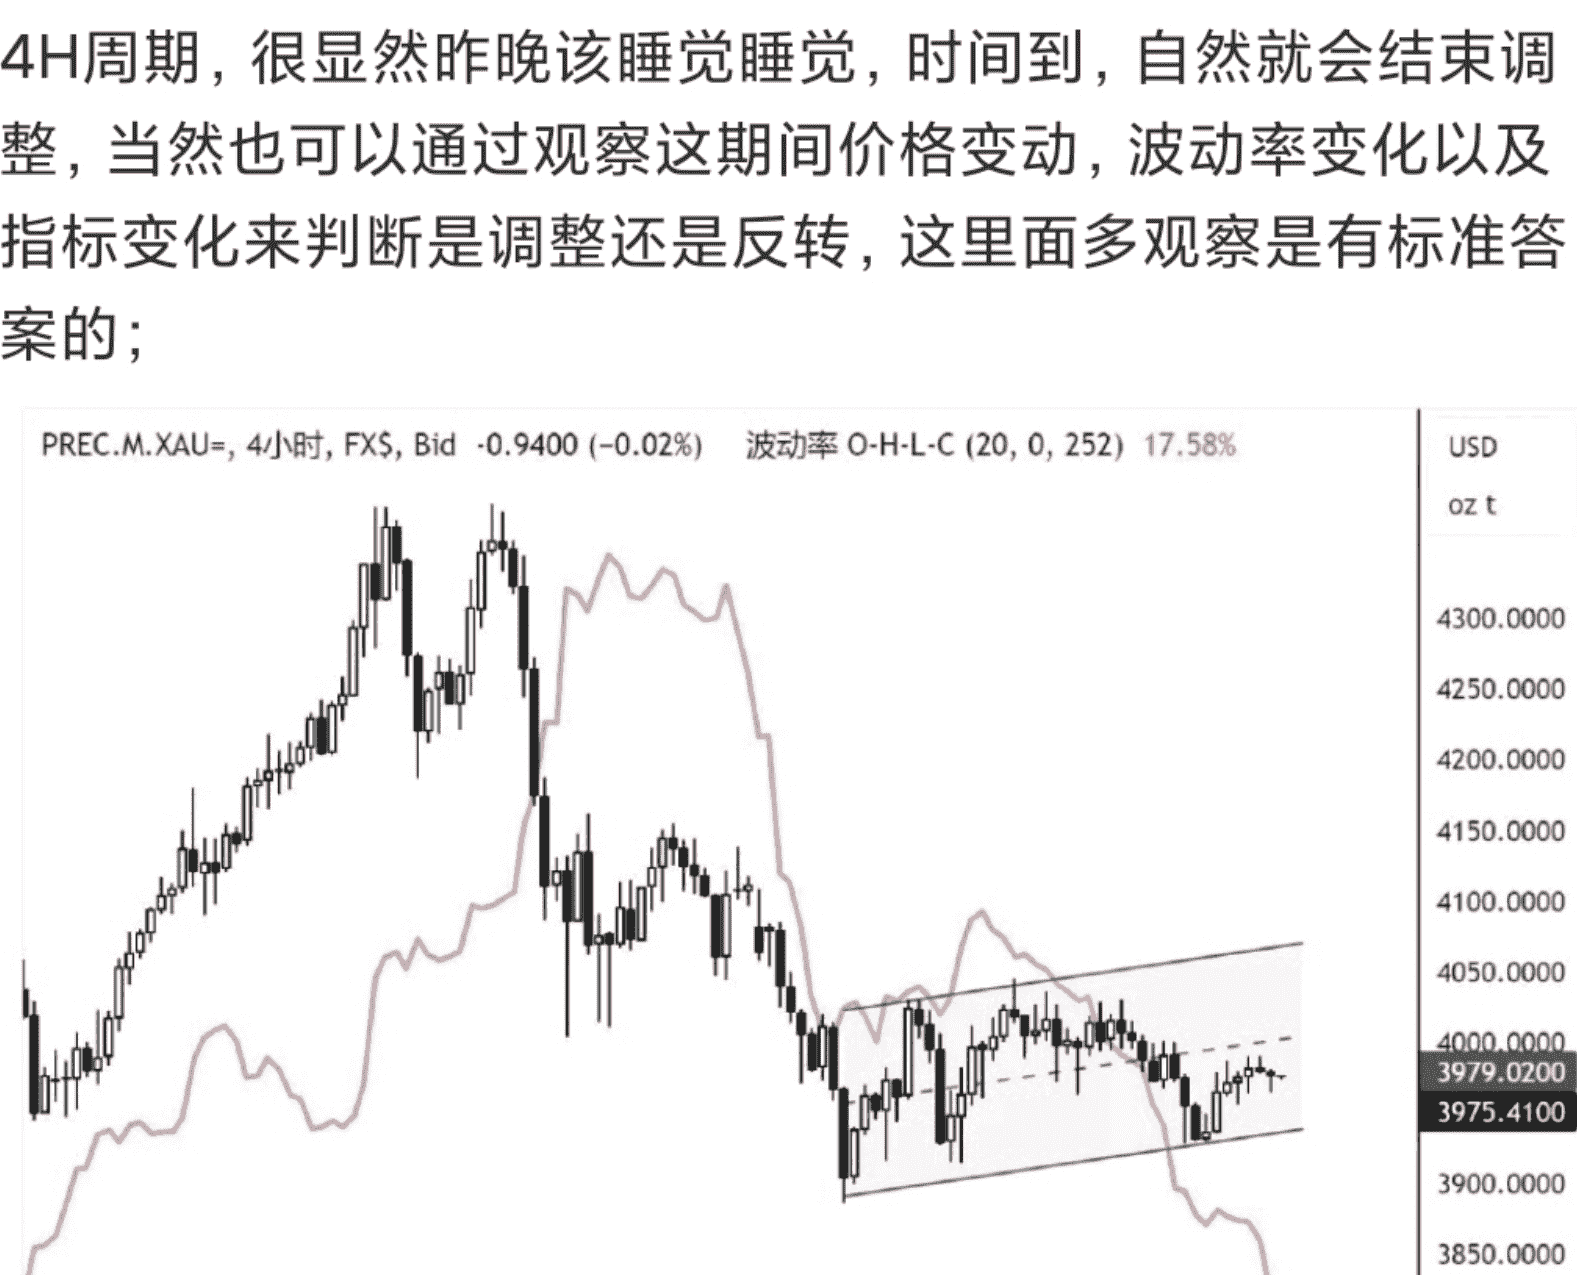 4H周期，很显然昨晚该睡觉睡觉，时间到，自然就会结束调
整，当然也可以通过观察这期间价格变动，波动率变化以及
指标变化来判断是调整还是反转，这里面多观察是有标准答
案的；
PREC.M.XAU=, 4小时, FX$, Bid -0.9400 (−0.02%) 波动率 O-H-L-C (20, 0, 252) 17.58%
USD
oz t
4300.0000
4250.0000
4200.0000
4150.0000
4100.0000
4050.0000
4000.0000
3979.0200
3975.4100
3900.0000
3850.0000